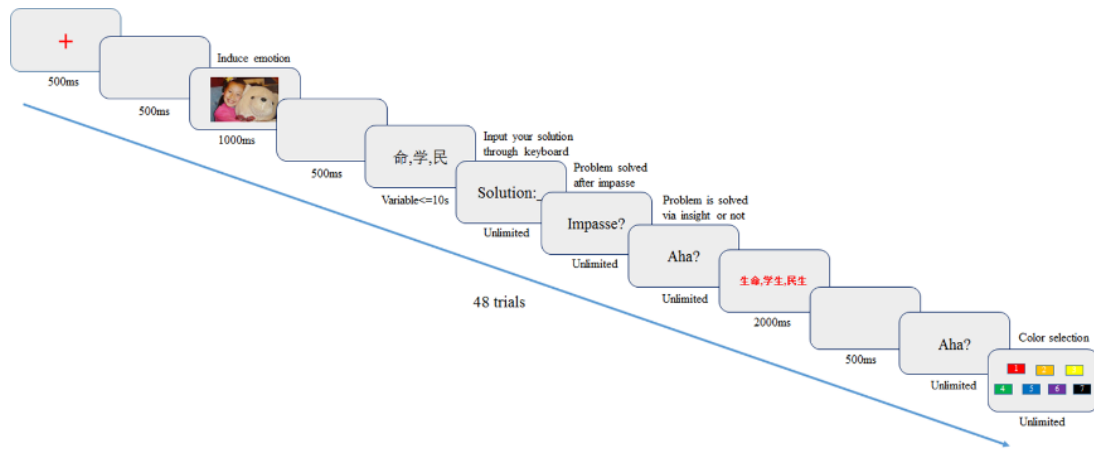 +
500ms
500ms
Induce emotion
1000ms
500ms
命,学,民
Variable<=10s
Input your solution
through keyboard
Solution:_
Unlimited
Problem solved
after impasse
Impasse?
Unlimited
Problem is solved
via insight or not
Aha?
Unlimited
生命,学生,民生
2000ms
500ms
Aha?
Unlimited
Color selection
1
2
3
4
5
6
7
Unlimited
48 trials